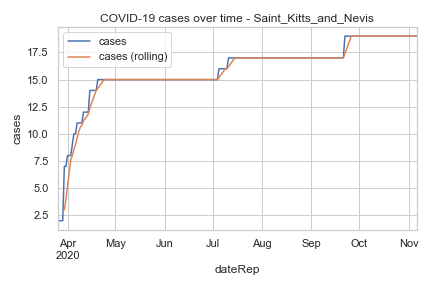 COVID-19 cases over time - Saint_Kitts_and_Nevis
cases
cases (rolling)
17.5
15.0
12.5
10.0
7.5
5.0
2.5
cases
Apr May Jun Jul Aug Sep Oct Nov
2020
dateRep